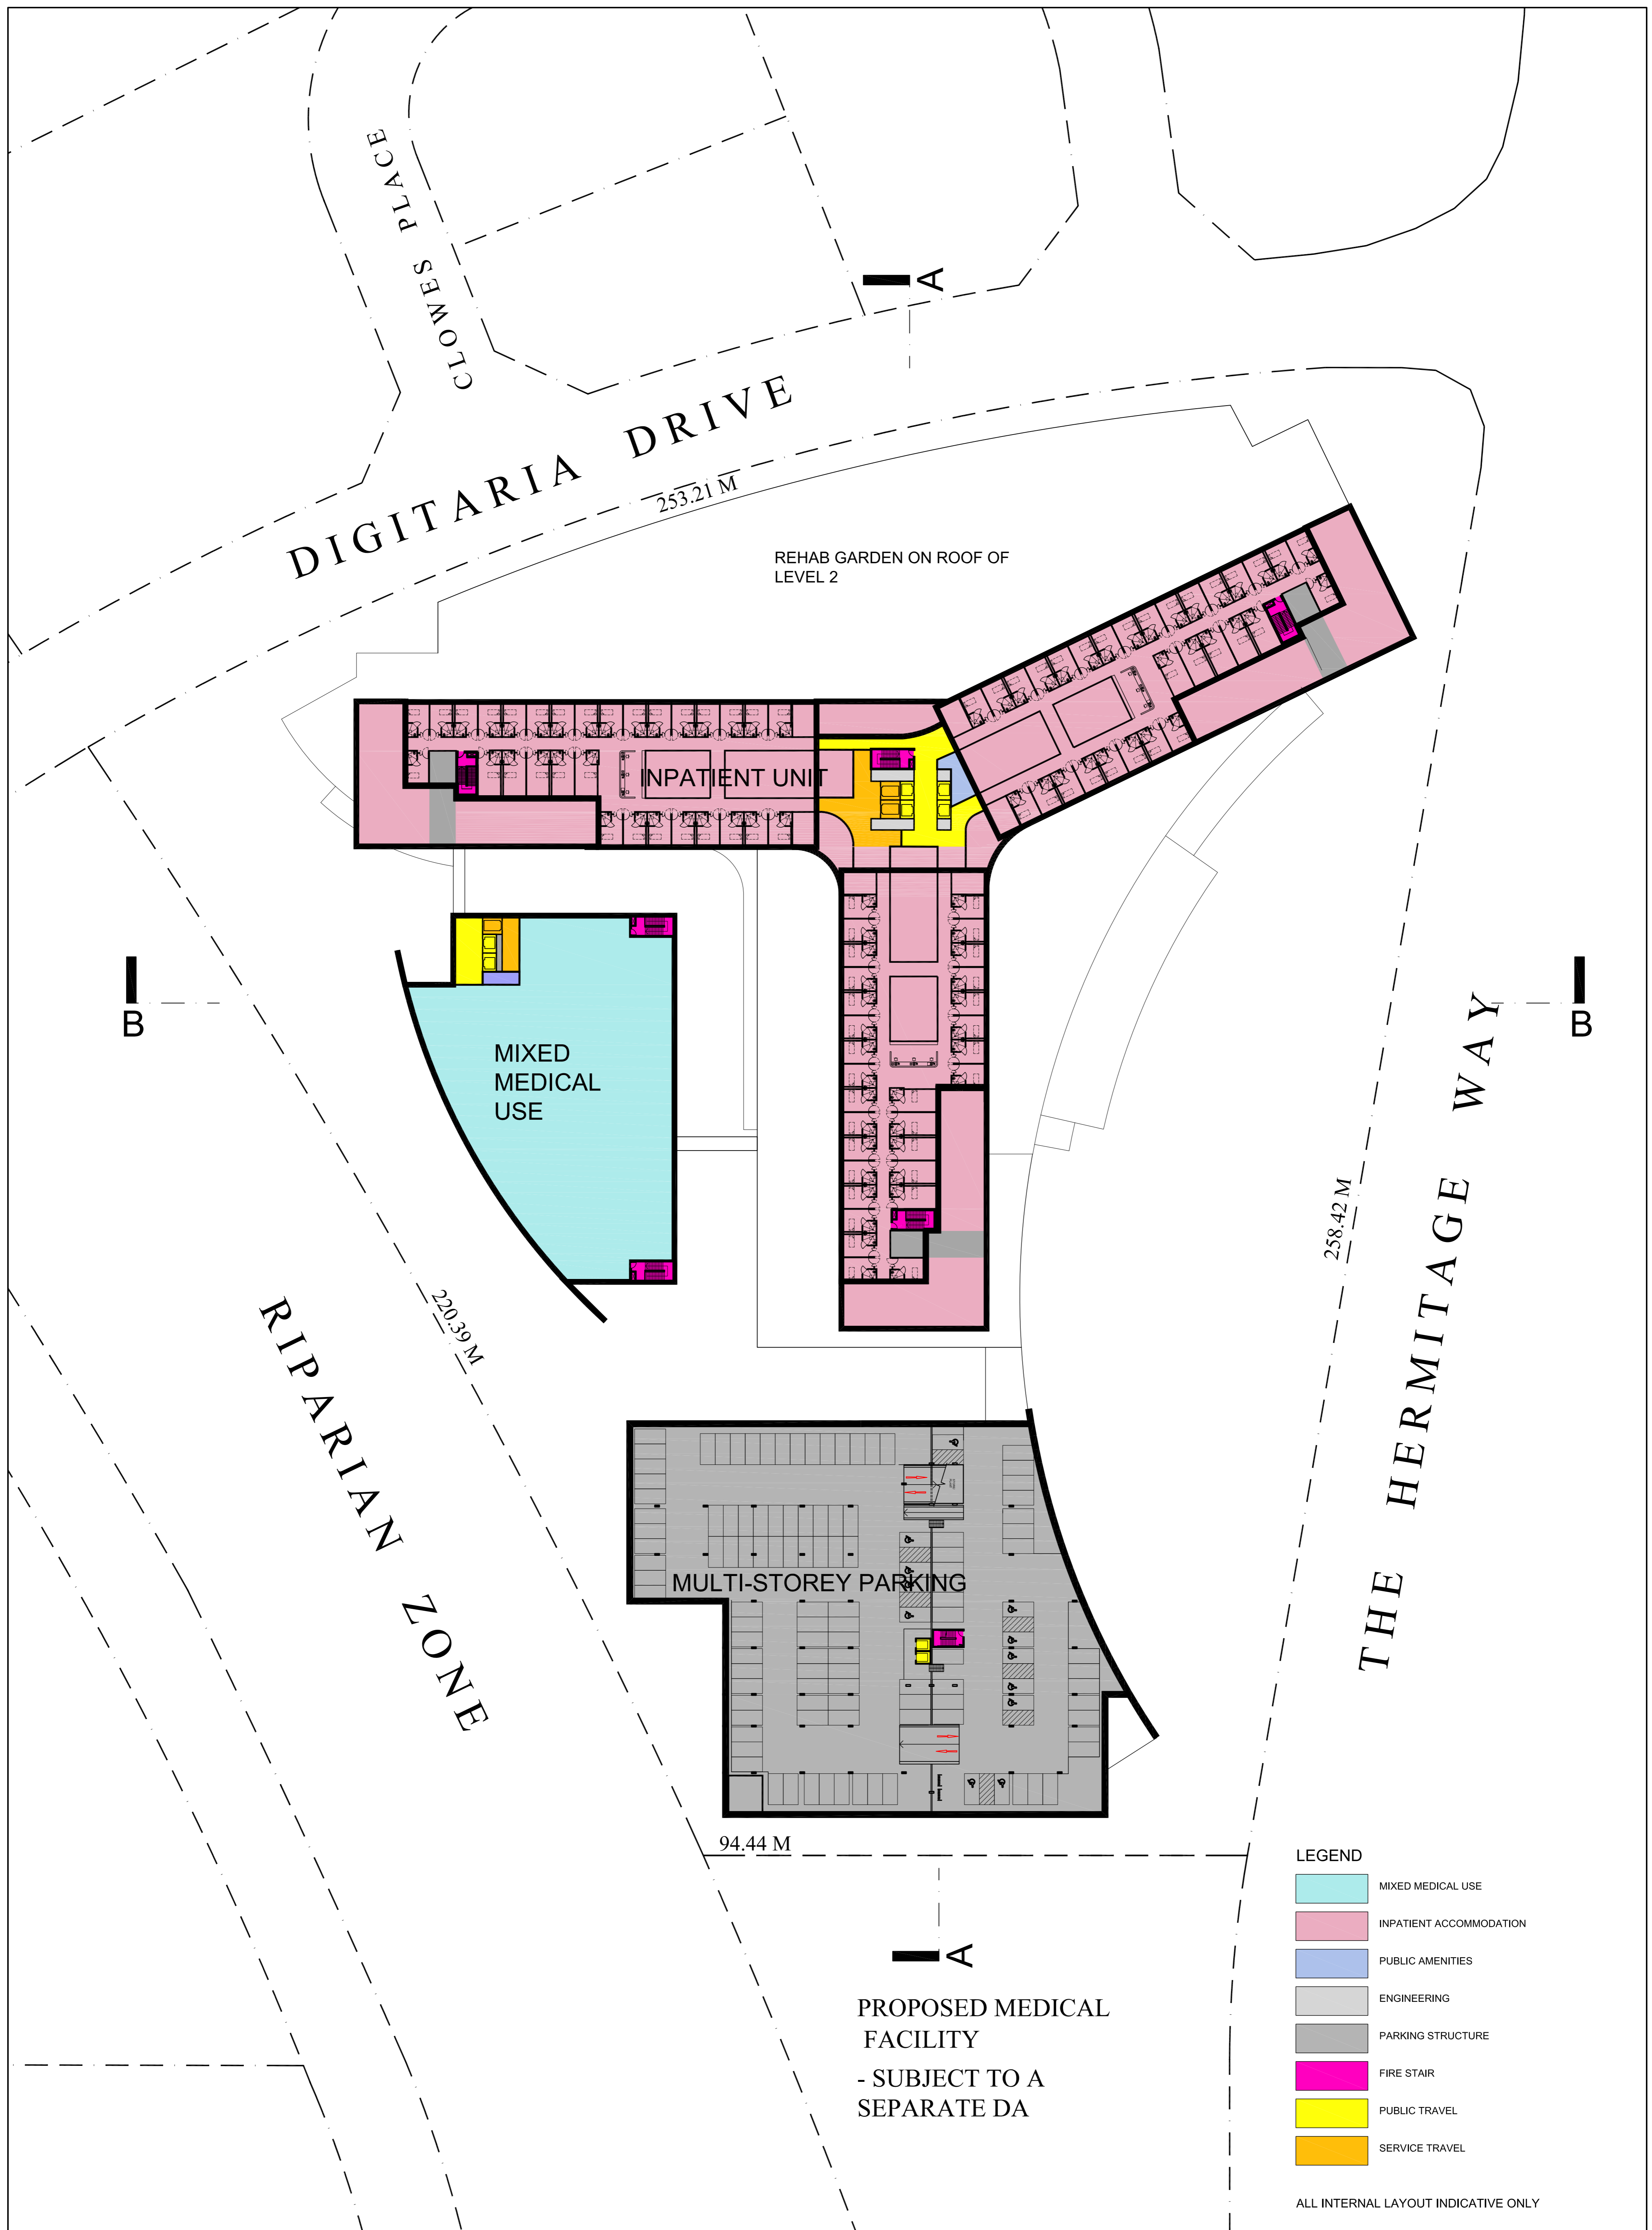 CLOWES PLACE
A
DIGITARIA DRIVE
253.21 M
REHAB GARDEN ON ROOF OF
LEVEL 2
INPATIENT UNIT
B
B
MIXED
MEDICAL
USE
THE HERMITAGE WAY
258.42 M
220.39 M
RIPARIAN ZONE
MULTI-STOREY PARKING
94.44 M
A
PROPOSED MEDICAL
FACILITY
- SUBJECT TO A
SEPARATE DA
LEGEND
MIXED MEDICAL USE
INPATIENT ACCOMMODATION
PUBLIC AMENITIES
ENGINEERING
PARKING STRUCTURE
FIRE STAIR
PUBLIC TRAVEL
SERVICE TRAVEL
ALL INTERNAL LAYOUT INDICATIVE ONLY